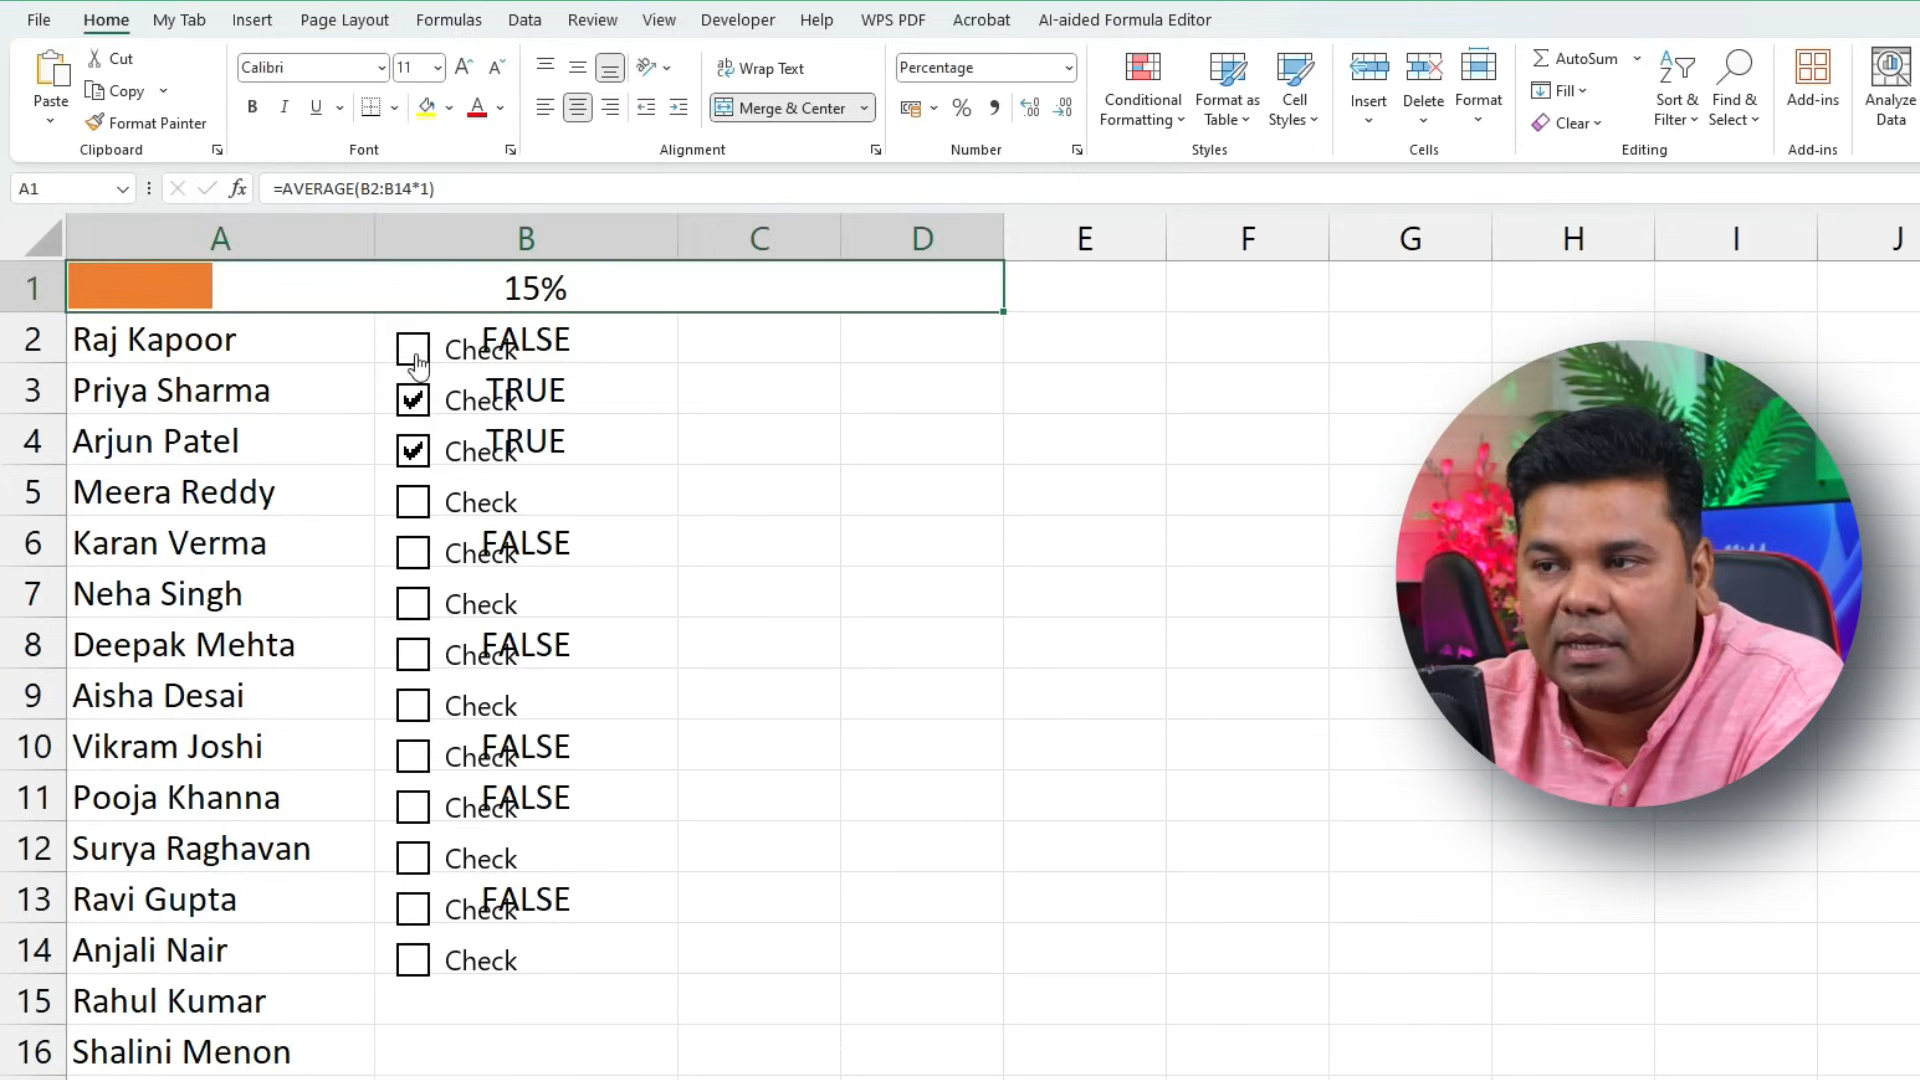 File Home My Tab Insert Page Layout Formulas Data Review View Developer Help WPS PDF Acrobat AI-aided Formula Editor
Paste
Cut
Copy
Format Painter
Clipboard
Calibri 11
B I U
Font
Wrap Text
Merge & Center
Alignment
Percentage
%
Number
Conditional Formatting
Format as Table
Cell Styles
Styles
Insert
Delete
Format
Cells
AutoSum
Fill
Clear
Sort & Filter
Find & Select
Editing
Add-ins
Add-ins
Analyze Data
A1 fx =AVERAGE(B2:B14*1)
A B C D E F G H I J
1 15%
2 Raj Kapoor Check FALSE
3 Priya Sharma Check TRUE
4 Arjun Patel Check TRUE
5 Meera Reddy Check
6 Karan Verma Check FALSE
7 Neha Singh Check
8 Deepak Mehta Check FALSE
9 Aisha Desai Check
10 Vikram Joshi Check FALSE
11 Pooja Khanna Check FALSE
12 Surya Raghavan Check
13 Ravi Gupta Check FALSE
14 Anjali Nair Check
15 Rahul Kumar
16 Shalini Menon